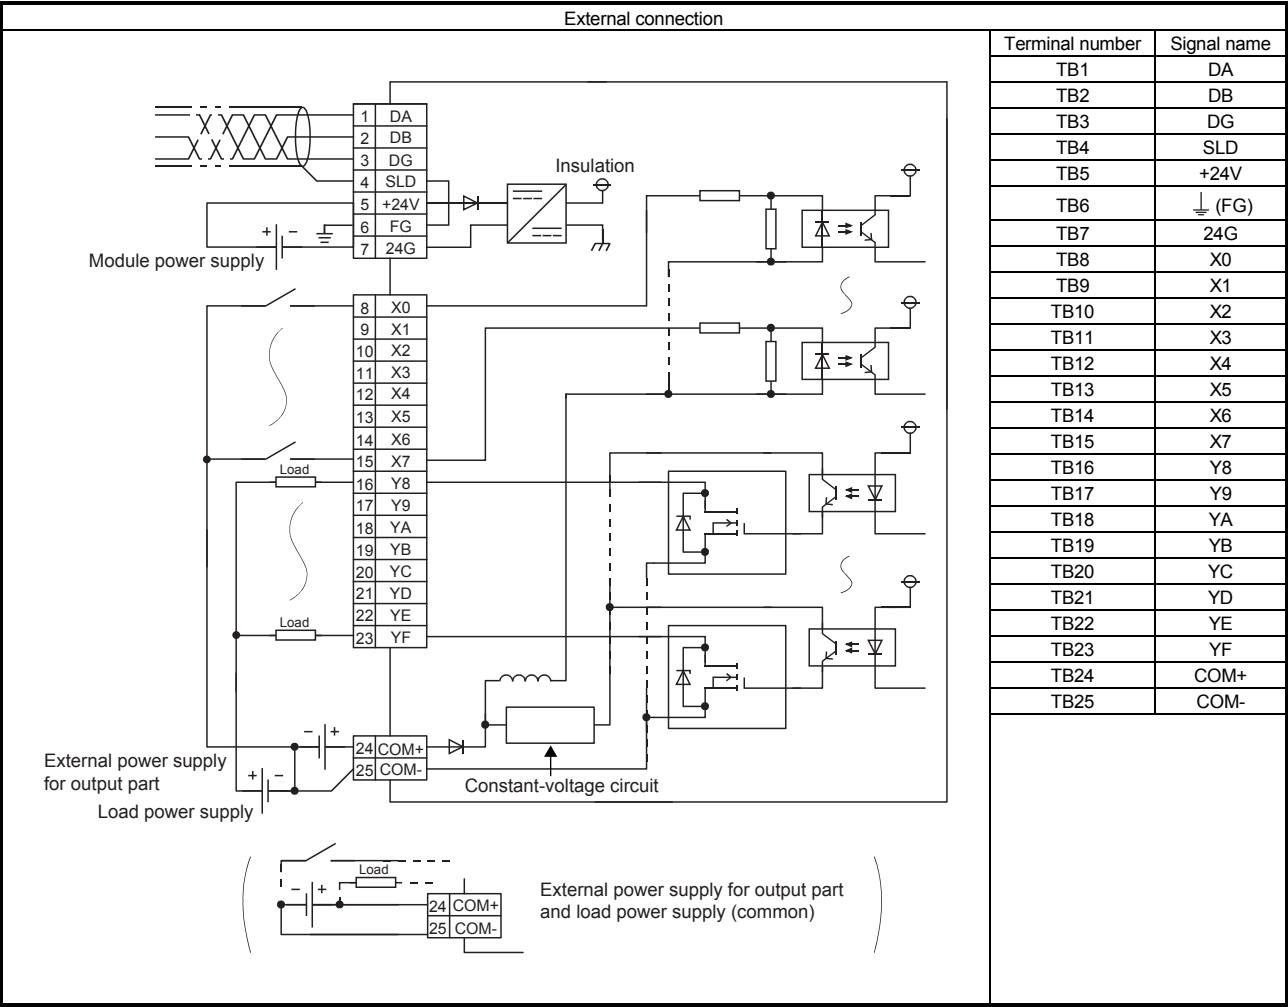 External connection
Terminal number Signal name
TB1 DA
TB2 DB
TB3 DG
TB4 SLD
TB5 +24V
TB6 ⏚ (FG)
TB7 24G
TB8 X0
TB9 X1
TB10 X2
TB11 X3
TB12 X4
TB13 X5
TB14 X6
TB15 X7
TB16 Y8
TB17 Y9
TB18 YA
TB19 YB
TB20 YC
TB21 YD
TB22 YE
TB23 YF
TB24 COM+
TB25 COM-
1 DA
2 DB
3 DG
4 SLD
5 +24V
6 FG
7 24G
Insulation
+ −
Module power supply
8 X0
9 X1
10 X2
11 X3
12 X4
13 X5
14 X6
15 X7
Load
16 Y8
17 Y9
18 YA
19 YB
20 YC
21 YD
22 YE
Load
23 YF
− +
24 COM+
25 COM-
External power supply
for output part
+ −
Load power supply
Constant-voltage circuit
Load
− +
24 COM+
25 COM-
External power supply for output part
and load power supply (common)